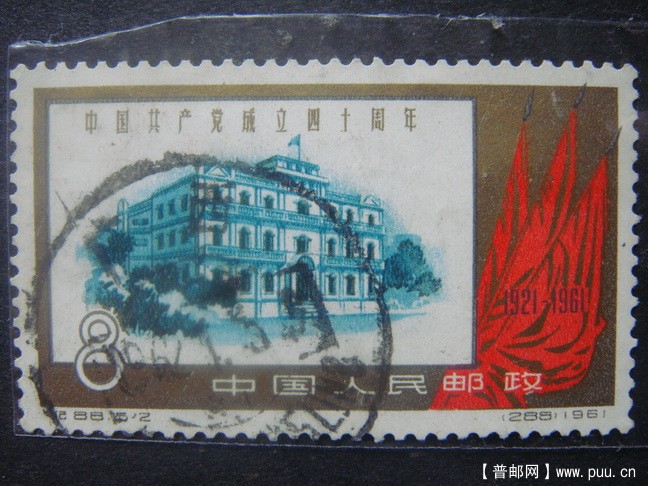 中国共产党成立四十周年
1921-1961
8
中国人民邮政
纪88.5-2
(288)1961
【普邮网】www.puu.cn